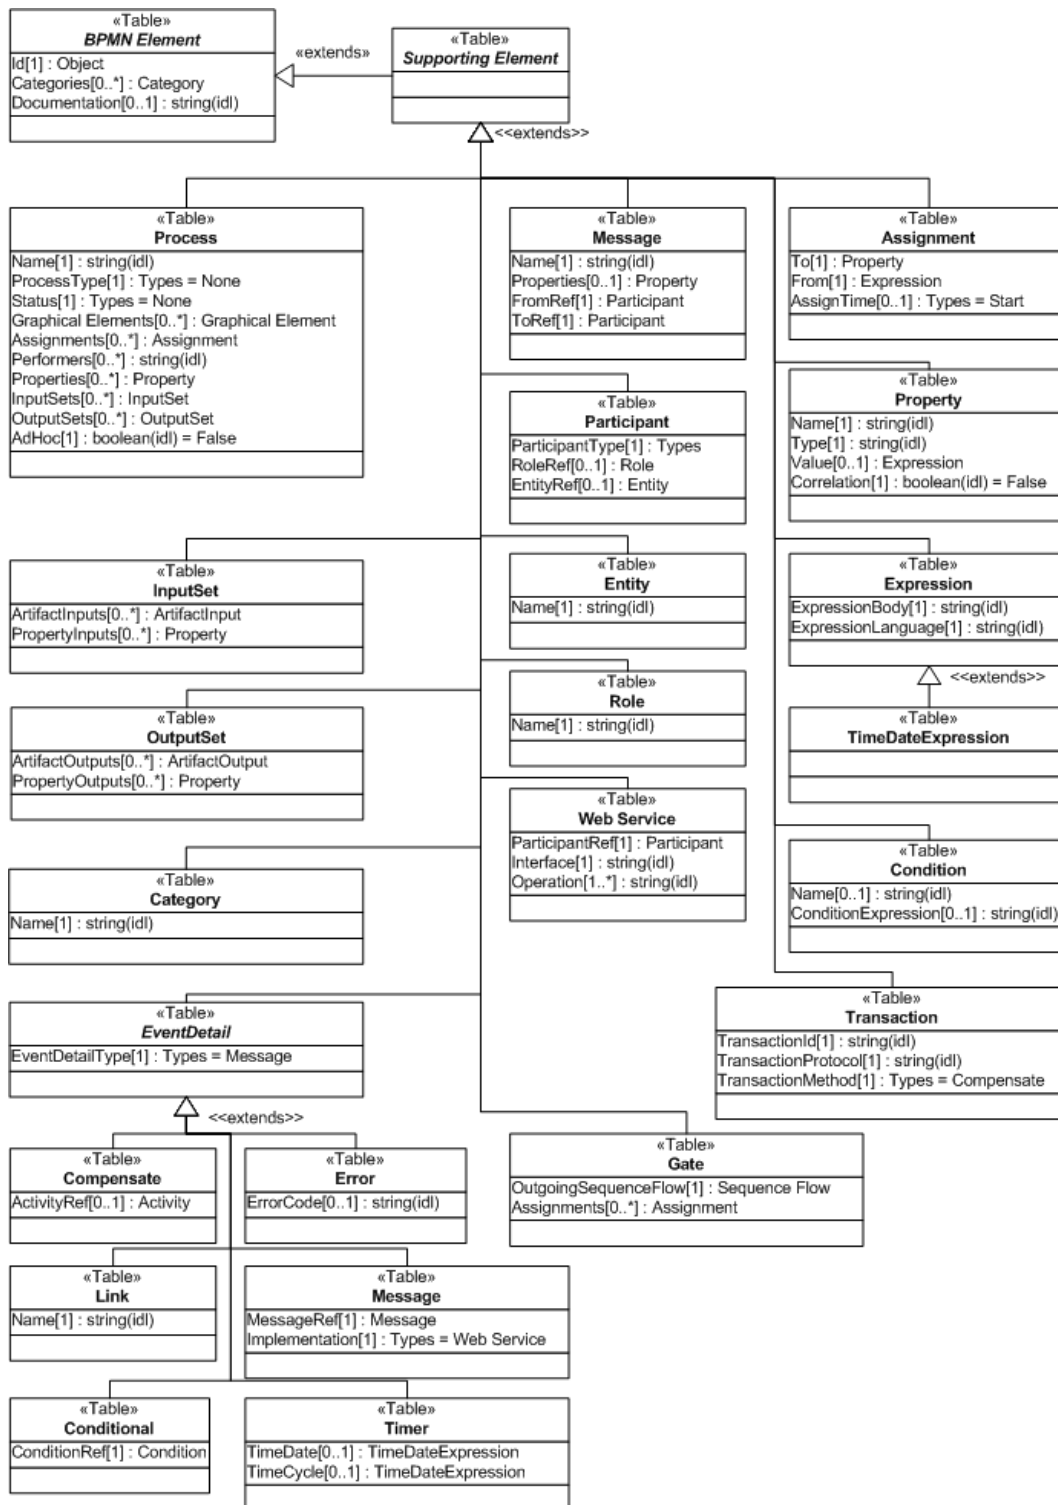 «Table»
BPMN Element
Id[1] : Object
Categories[0..*] : Category
Documentation[0..1] : string(idl)
«extends»
«Table»
Supporting Element
<<extends>>
«Table»
Process
Name[1] : string(idl)
ProcessType[1] : Types = None
Status[1] : Types = None
Graphical Elements[0..*] : Graphical Element
Assignments[0..*] : Assignment
Performers[0..*] : string(idl)
Properties[0..*] : Property
InputSets[0..*] : InputSet
OutputSets[0..*] : OutputSet
AdHoc[1] : boolean(idl) = False
«Table»
Message
Name[1] : string(idl)
Properties[0..1] : Property
FromRef[1] : Participant
ToRef[1] : Participant
«Table»
Assignment
To[1] : Property
From[1] : Expression
AssignTime[0..1] : Types = Start
«Table»
Participant
ParticipantType[1] : Types
RoleRef[0..1] : Role
EntityRef[0..1] : Entity
«Table»
Property
Name[1] : string(idl)
Type[1] : string(idl)
Value[0..1] : Expression
Correlation[1] : boolean(idl) = False
«Table»
InputSet
ArtifactInputs[0..*] : ArtifactInput
PropertyInputs[0..*] : Property
«Table»
Entity
Name[1] : string(idl)
«Table»
Expression
ExpressionBody[1] : string(idl)
ExpressionLanguage[1] : string(idl)
<<extends>>
«Table»
OutputSet
ArtifactOutputs[0..*] : ArtifactOutput
PropertyOutputs[0..*] : Property
«Table»
Role
Name[1] : string(idl)
«Table»
TimeDateExpression
«Table»
Web Service
ParticipantRef[1] : Participant
Interface[1] : string(idl)
Operation[1..*] : string(idl)
«Table»
Category
Name[1] : string(idl)
«Table»
Condition
Name[0..1] : string(idl)
ConditionExpression[0..1] : string(idl)
«Table»
EventDetail
EventDetailType[1] : Types = Message
<<extends>>
«Table»
Transaction
TransactionId[1] : string(idl)
TransactionProtocol[1] : string(idl)
TransactionMethod[1] : Types = Compensate
«Table»
Compensate
ActivityRef[0..1] : Activity
«Table»
Error
ErrorCode[0..1] : string(idl)
«Table»
Gate
OutgoingSequenceFlow[1] : Sequence Flow
Assignments[0..*] : Assignment
«Table»
Link
Name[1] : string(idl)
«Table»
Message
MessageRef[1] : Message
Implementation[1] : Types = Web Service
«Table»
Conditional
ConditionRef[1] : Condition
«Table»
Timer
TimeDate[0..1] : TimeDateExpression
TimeCycle[0..1] : TimeDateExpression